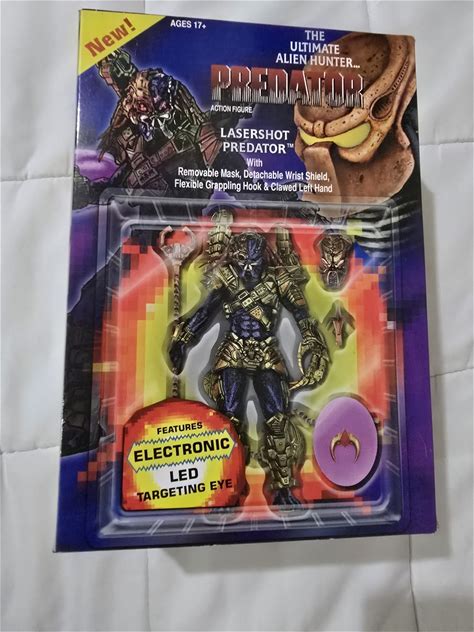 New!
AGES 17+
THE
ULTIMATE
ALIEN HUNTER...
PREDATOR
ACTION FIGURE
LASERSHOT
PREDATOR™
With
Removable Mask, Detachable Wrist Shield,
Flexible Grappling Hook & Clawed Left Hand
FEATURES
ELECTRONIC
LED
TARGETING EYE